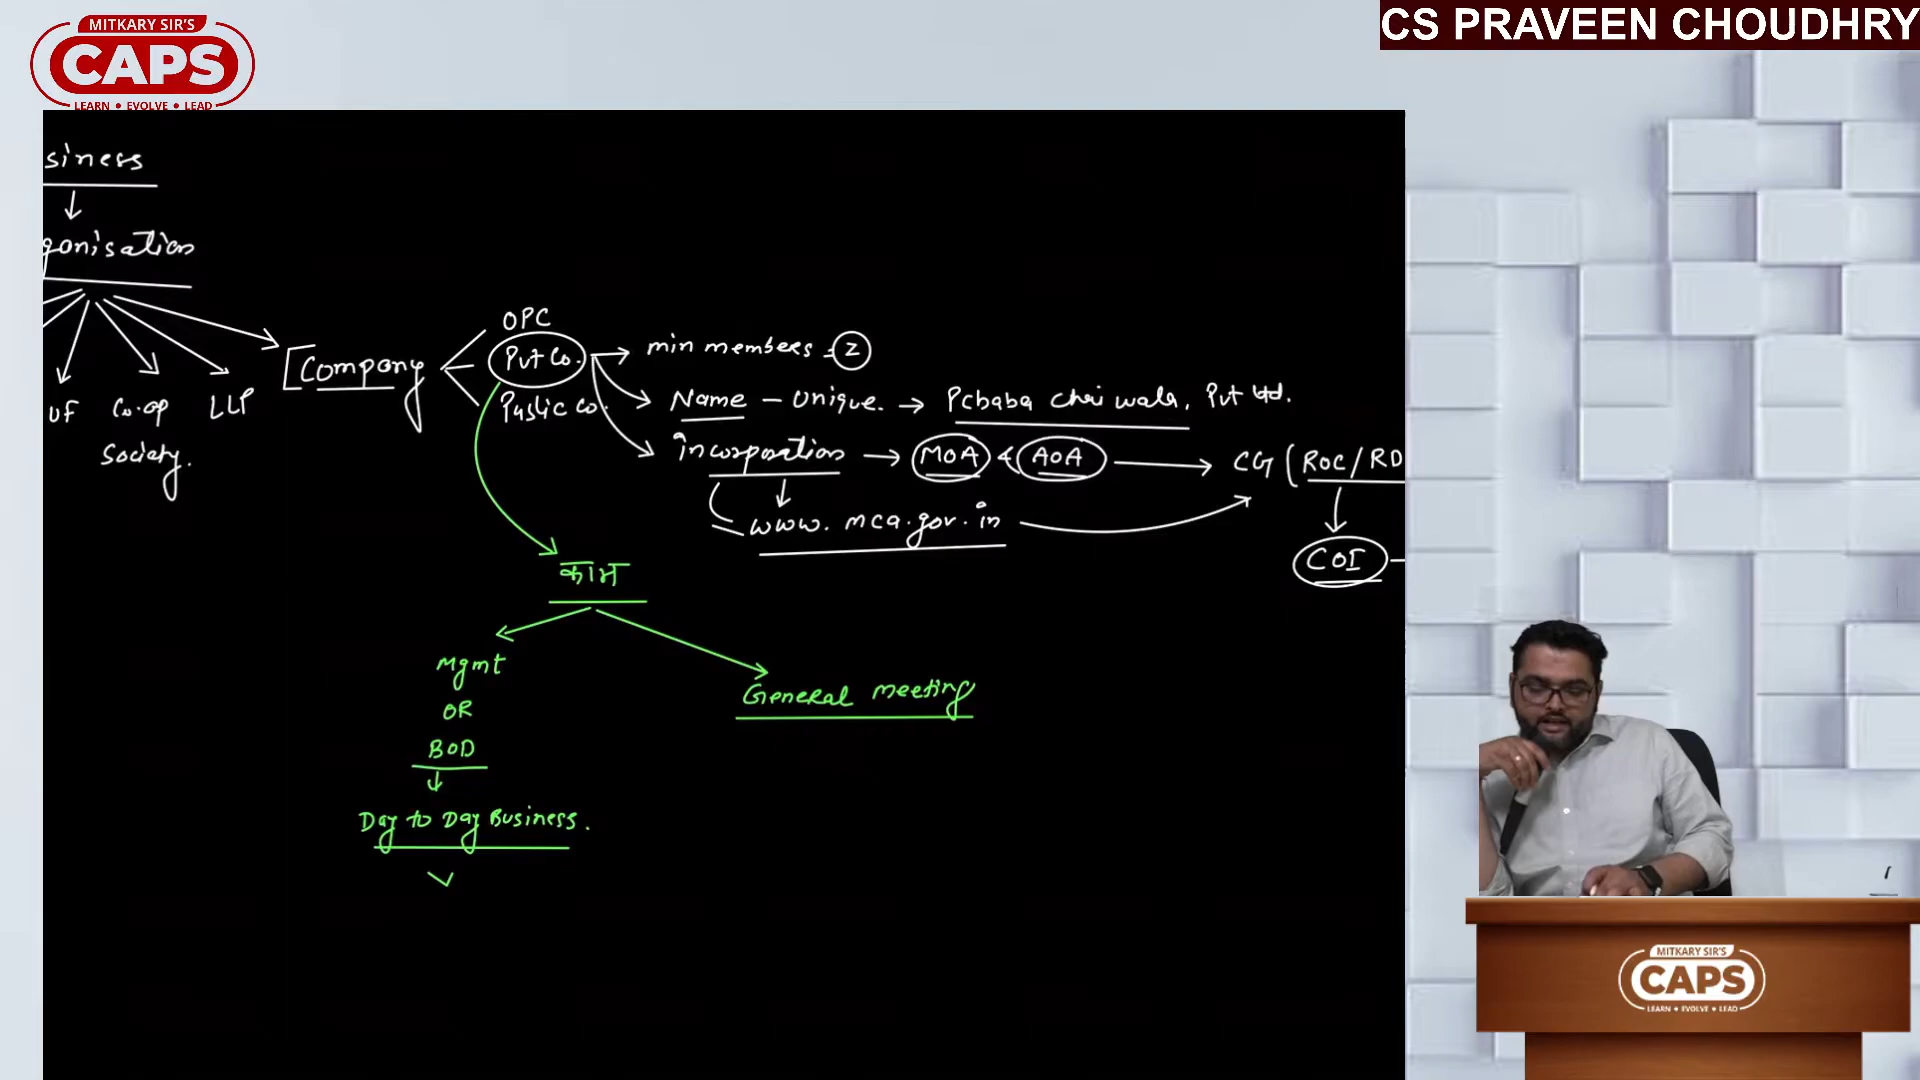 MITKARY SIR'S
CAPS
LEARN • EVOLVE • LEAD
CS PRAVEEN CHOUDHRY
siness
ganisation
UF
Co.op
Society.
LLP
Company
OPC
Pvt Co.
Public Co.
min members = 2
Name - Unique. → Pcbaba Chai wala, Pvt Ltd.
incorporation → MOA & AOA → CG (ROC/RD
www.mca.gov.in
COI
काम
Mgmt
OR
BOD
Day to Day Business.
General meeting
MITKARY SIR'S
CAPS
LEARN • EVOLVE • LEAD